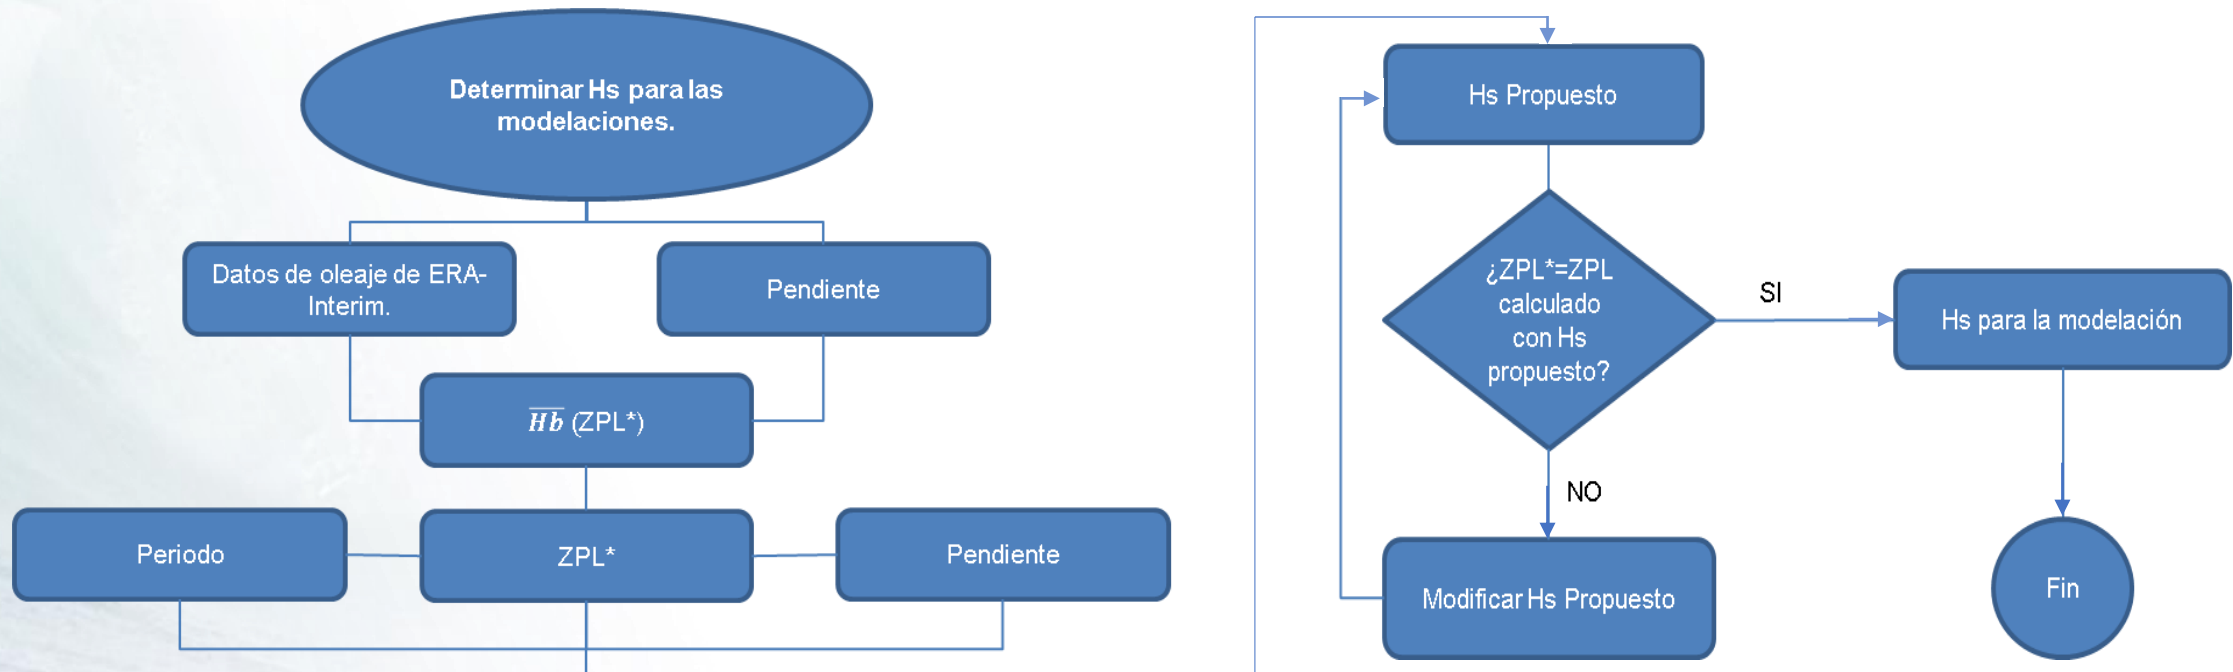 Determinar Hs para las
modelaciones.
Datos de oleaje de ERA-
Interim.
Pendiente
H̅b̅ (ZPL*)
Periodo
ZPL*
Pendiente
Hs Propuesto
¿ZPL*=ZPL
calculado
con Hs
propuesto?
SI
Hs para la modelación
NO
Modificar Hs Propuesto
Fin